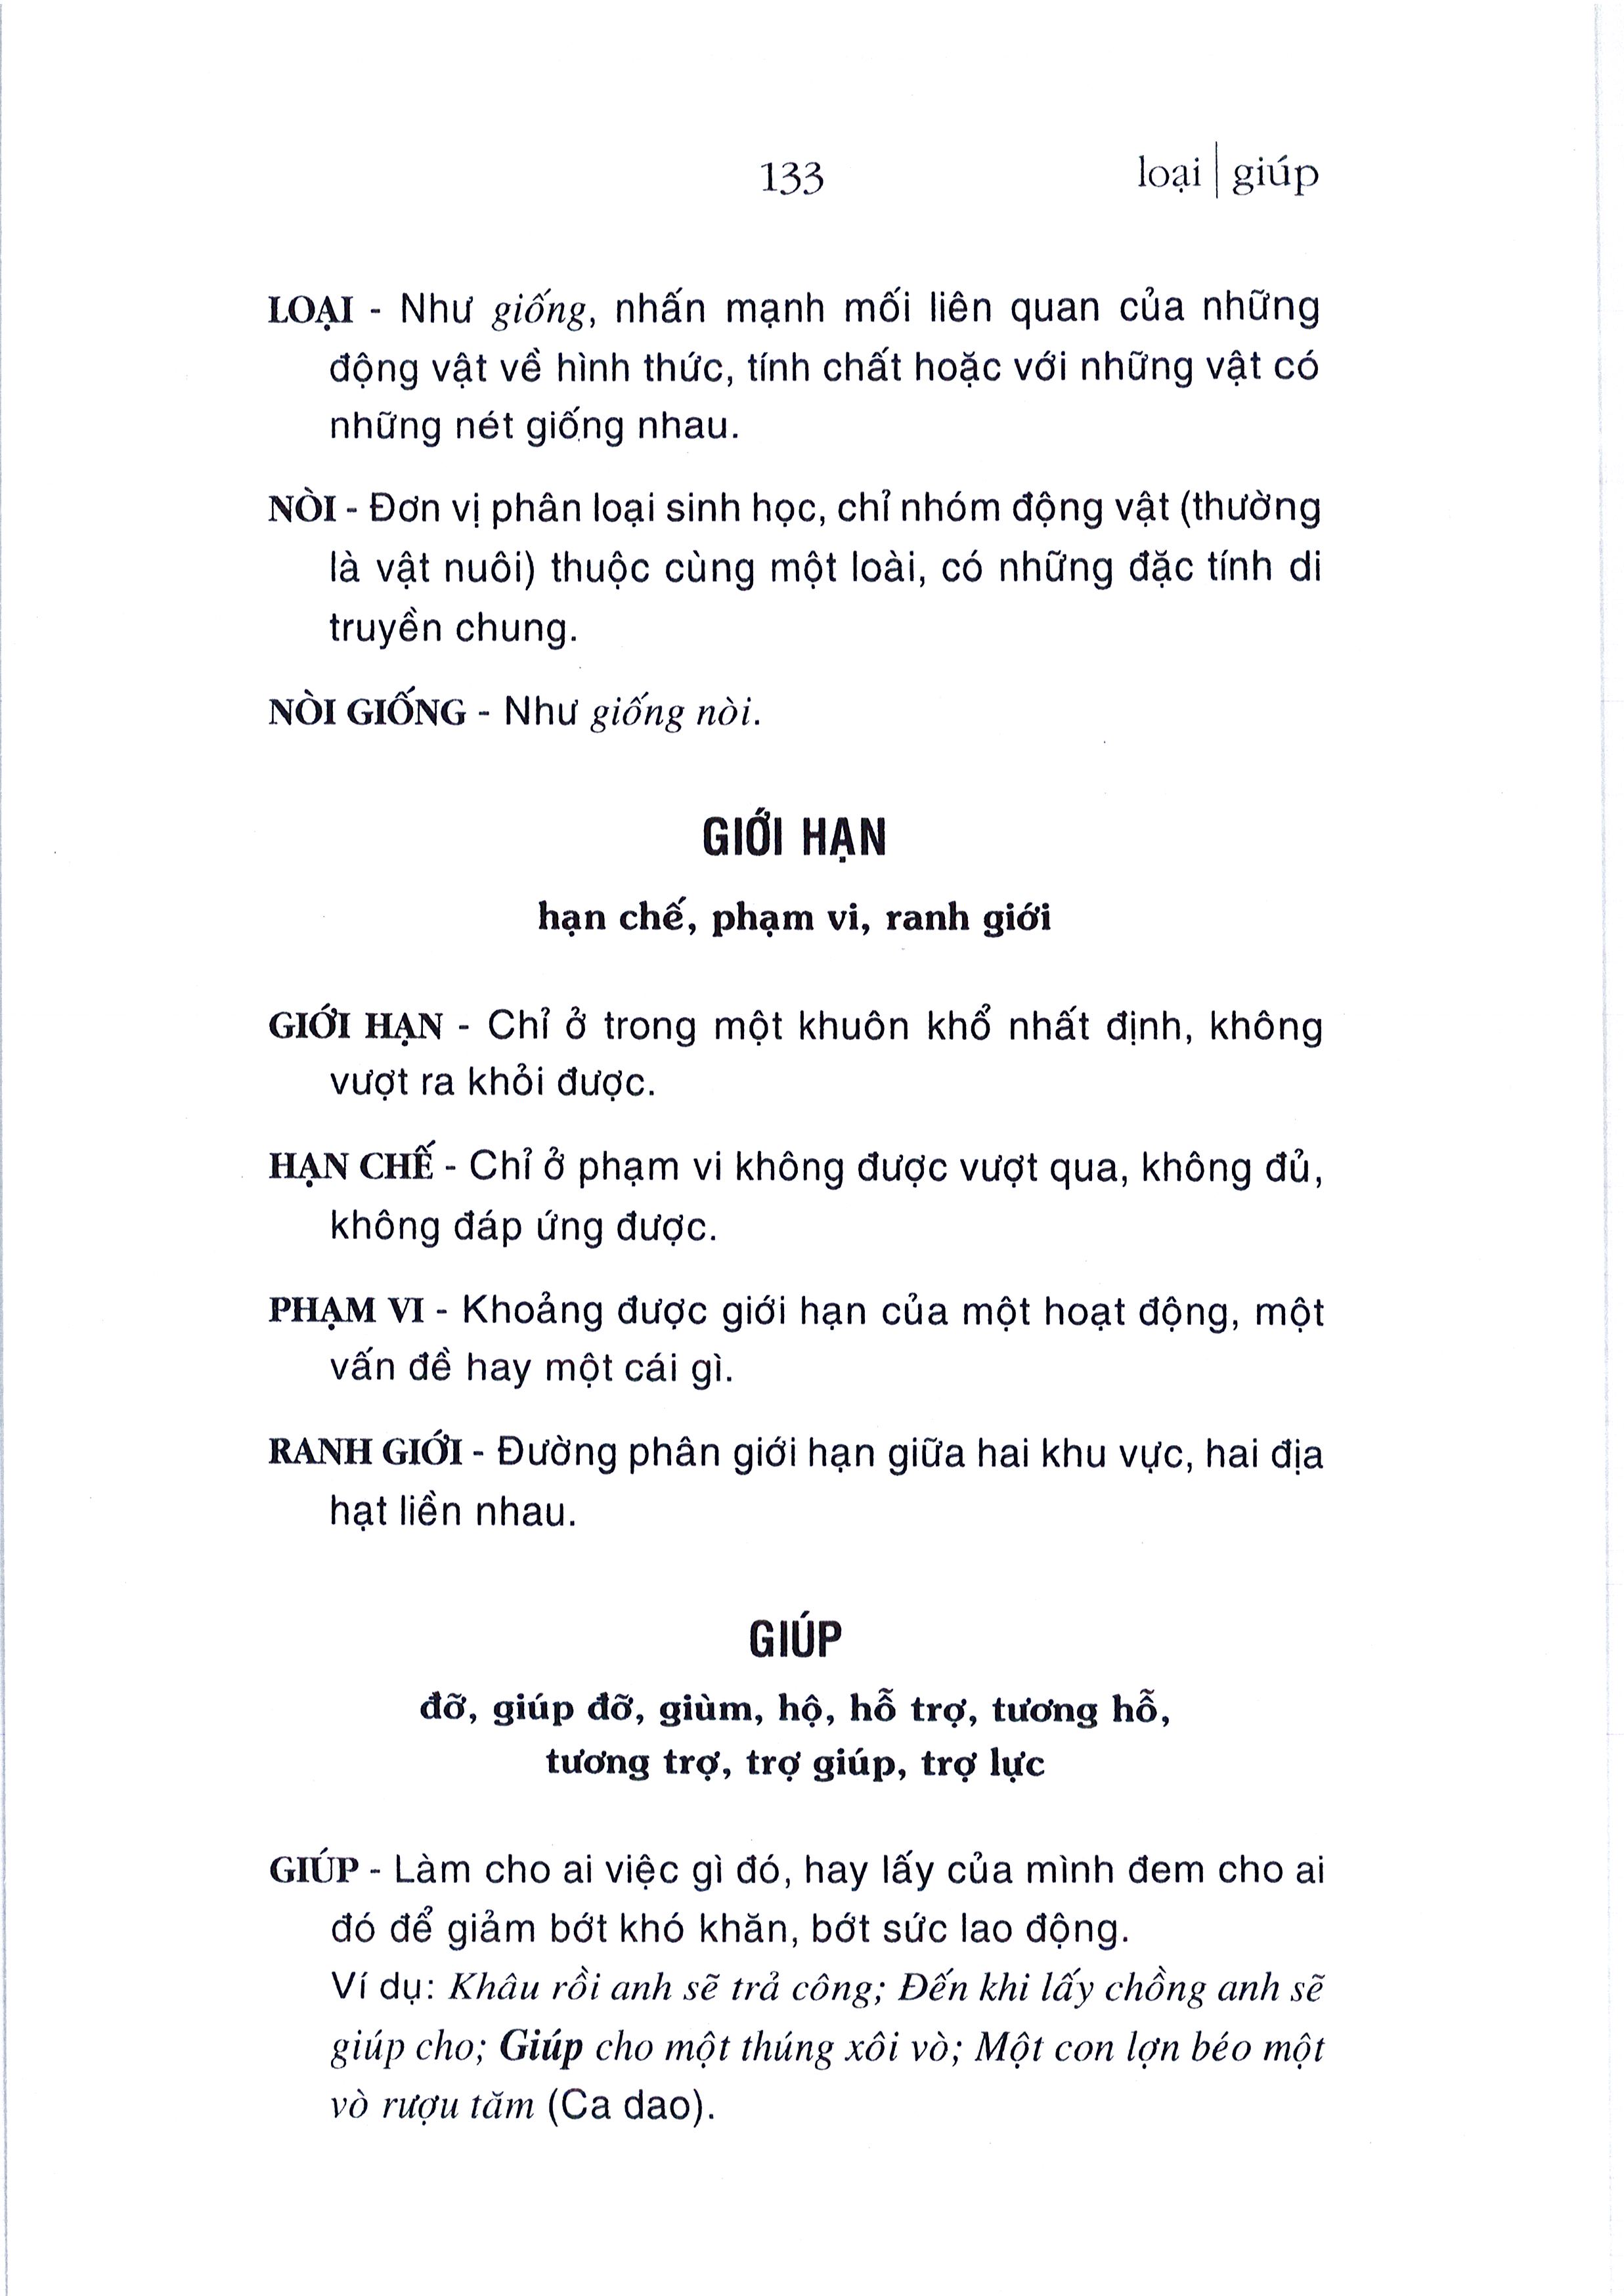 133
loại | giúp
LOẠI - Như giống, nhấn mạnh mối liên quan của những
động vật về hình thức, tính chất hoặc với những vật có
những nét giống nhau.
NÒI - Đơn vị phân loại sinh học, chỉ nhóm động vật (thường
là vật nuôi) thuộc cùng một loài, có những đặc tính di
truyền chung.
NÒI GIỐNG - Như giống nòi.
GIỚI HẠN
hạn chế, phạm vi, ranh giới
GIỚI HẠN - Chỉ ở trong một khuôn khổ nhất định, không
vượt ra khỏi được.
HẠN CHẾ - Chỉ ở phạm vi không được vượt qua, không đủ,
không đáp ứng được.
PHẠM VI - Khoảng được giới hạn của một hoạt động, một
vấn đề hay một cái gì.
RANH GIỚI - Đường phân giới hạn giữa hai khu vực, hai địa
hạt liền nhau.
GIÚP
đỡ, giúp đỡ, giùm, hộ, hỗ trợ, tương hỗ,
tương trợ, trợ giúp, trợ lực
GIÚP - Làm cho ai việc gì đó, hay lấy của mình đem cho ai
đó để giảm bớt khó khăn, bớt sức lao động.
Ví dụ: Khâu rồi anh sẽ trả công; Đến khi lấy chồng anh sẽ
giúp cho; Giúp cho một thúng xôi vò; Một con lợn béo một
vò rượu tăm (Ca dao).